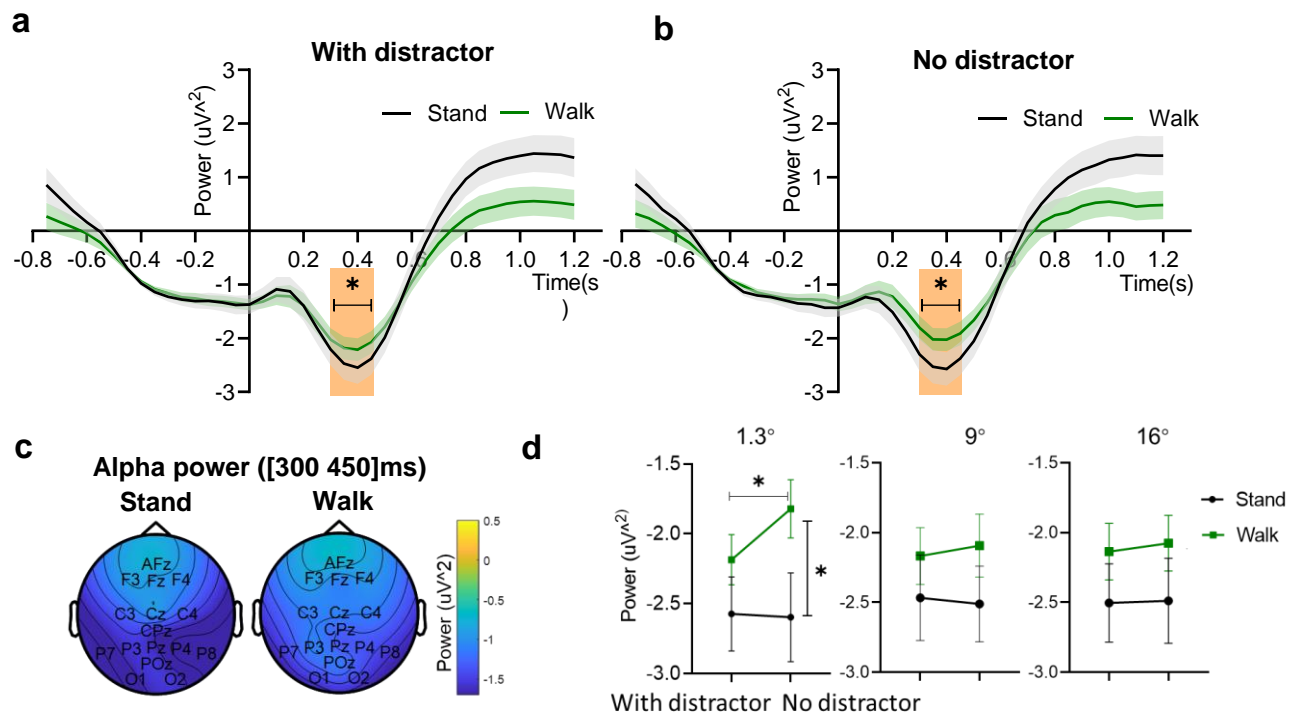 a
With distractor
Power (uV^2)
Stand
Walk
3
2
1
-1
-2
-3
-0.8 -0.6 -0.4 -0.2 0.2 0.4 0.6 0.8 1.0 1.2
Time(s
)
*
b
No distractor
Power (uV^2)
Stand
Walk
3
2
1
-1
-2
-3
-0.8 -0.6 -0.4 -0.2 0.2 0.4 0.6 0.8 1.0 1.2
Time(s)
*
c
Alpha power ([300 450]ms)
Stand
Walk
AFz
F3 Fz F4
C3 Cz C4
CPz
P7 P3 Pz P4 P8
POz
O1 O2
AFz
F3 Fz F4
C3 Cz C4
CPz
P7 P3 Pz P4 P8
POz
O1 O2
0.5
0
-0.5
-1
-1.5
Power (uV^2)
d
1.3°
9°
16°
Power (uV^2)
-1.5
-2.0
-2.5
-3.0
*
*
-1.5
-2.0
-2.5
-3.0
-1.5
-2.0
-2.5
-3.0
Stand
Walk
With distractor No distractor